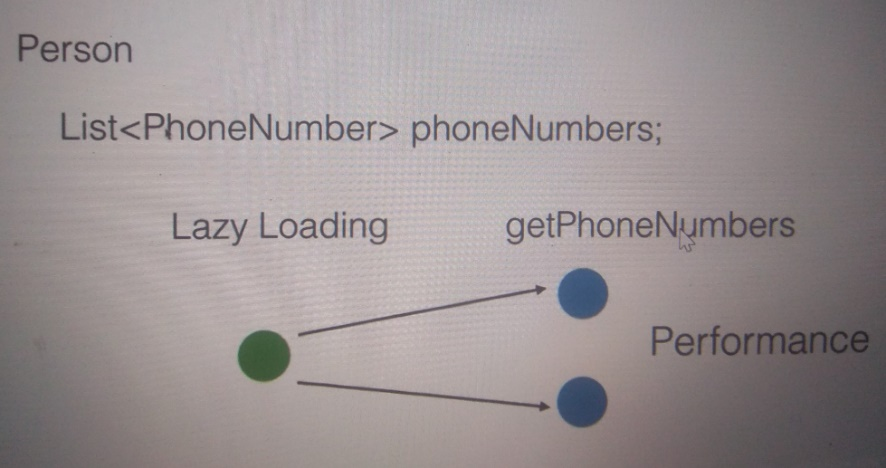 Person
List<PhoneNumber> phoneNumbers;
Lazy Loading getPhoneNumbers
Performance